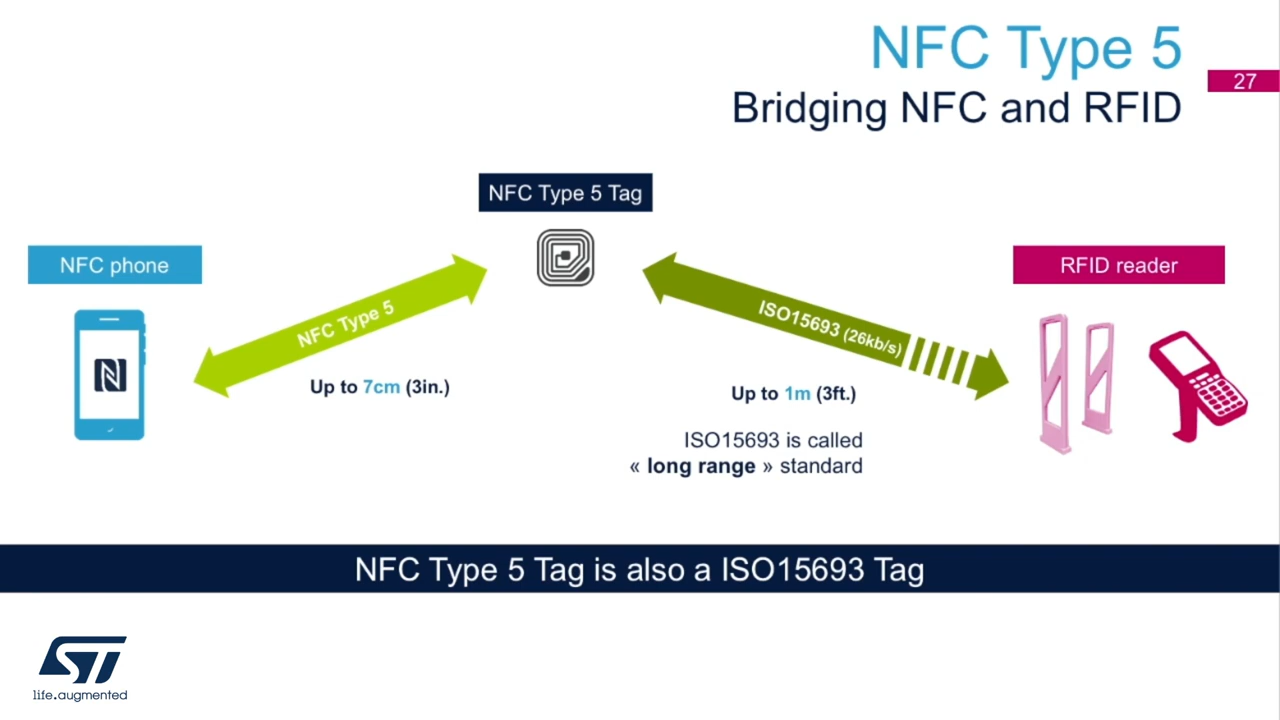 NFC Type 5
Bridging NFC and RFID
27
NFC Type 5 Tag
NFC phone
RFID reader
NFC Type 5
ISO15693 (26kb/s)
Up to 7cm (3in.)
Up to 1m (3ft.)
ISO15693 is called
« long range » standard
NFC Type 5 Tag is also a ISO15693 Tag
ST
life.augmented